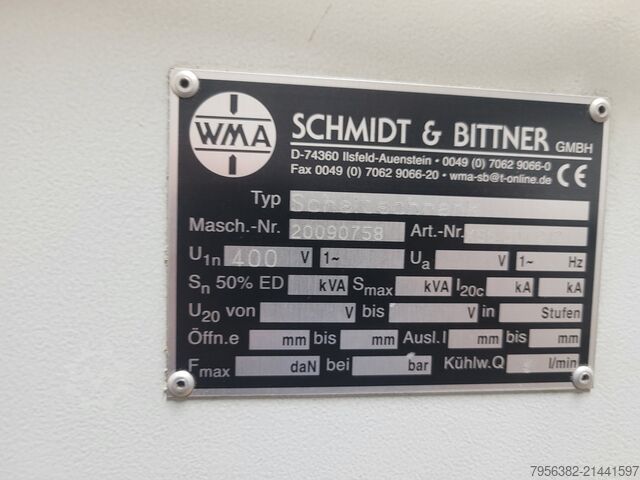 WMA
SCHMIDT & BITTNER GMBH
D-74360 Ilsfeld-Auenstein • 0049 (0) 7062 9066-0
Fax 0049 (0) 7062 9066-20 • wma-sb@t-online.de CE
Typ
Masch.-Nr. 20090758 Art.-Nr.
U1n 400 V 1~ Ua V 1~ Hz
Sn 50% ED kVA Smax kVA I20c kA kA
U20 von V bis V in Stufen
Öffn.e mm bis mm Ausl.l mm bis mm
Fmax daN bei bar Kühlw.Q l/min
7956382-21441597